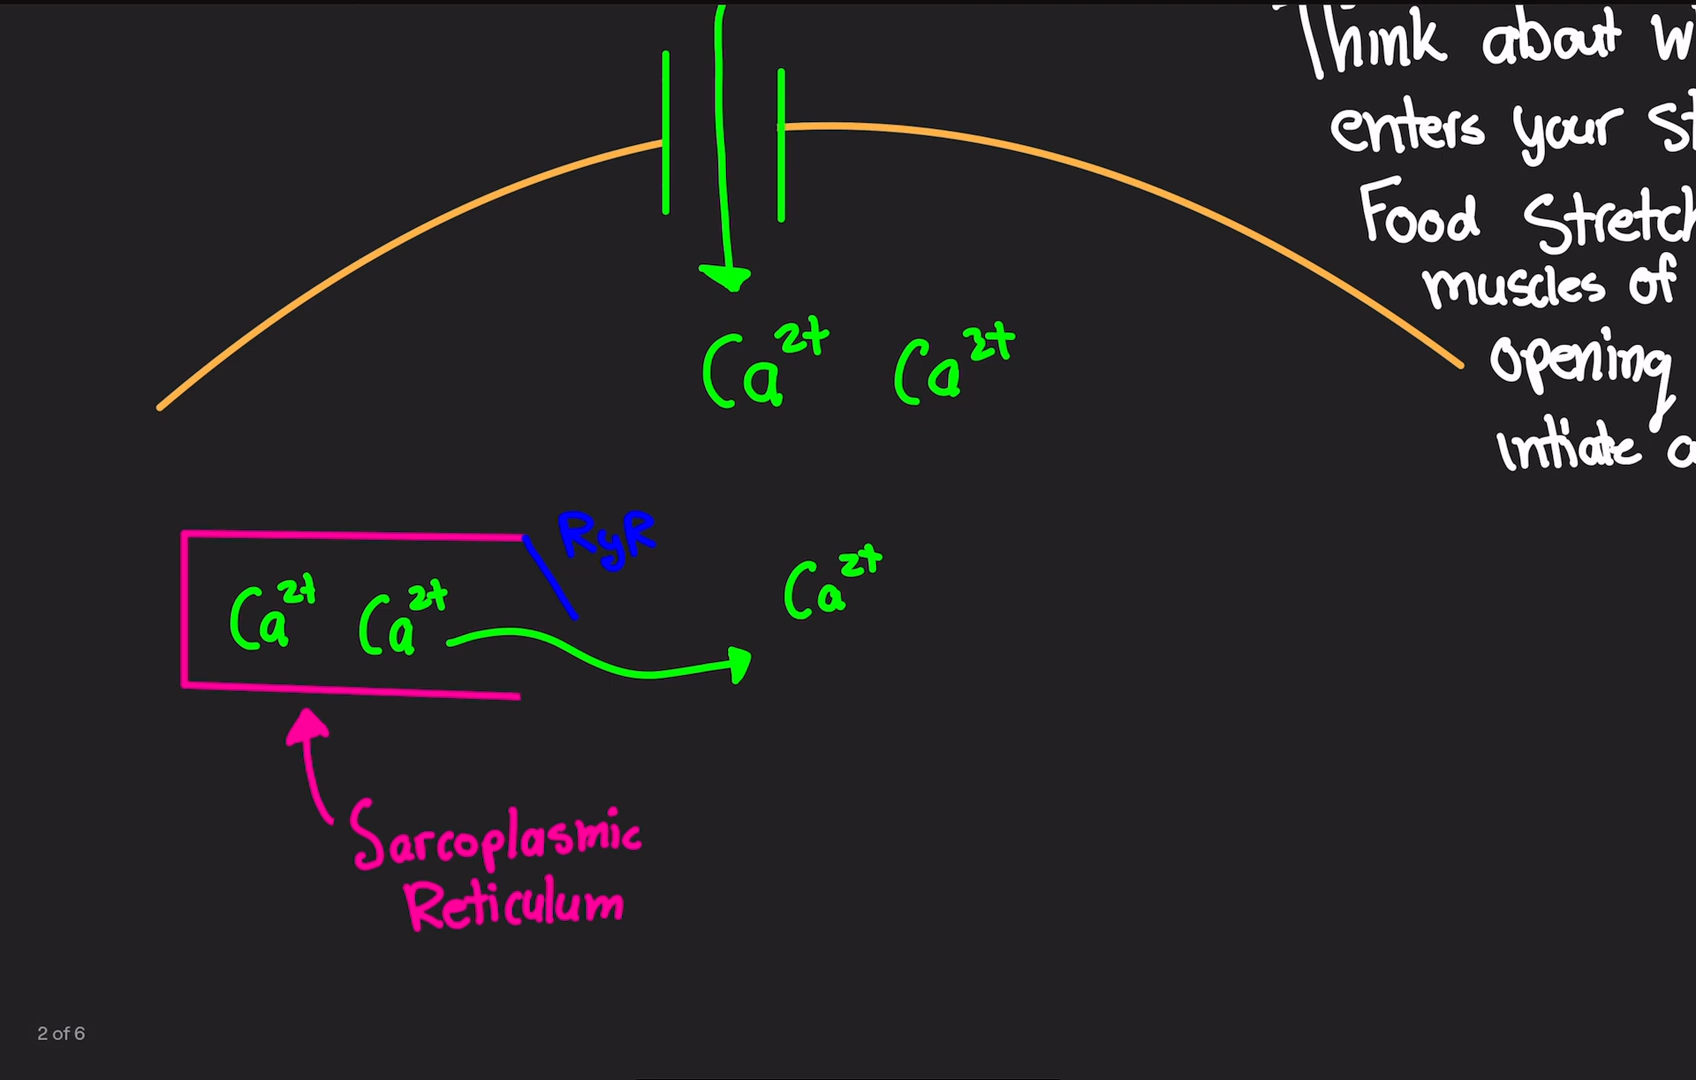 Think about w
enters your st
Food Stretch
muscles of
opening
Intiate a
Ca2+ Ca2+
RyR
Ca2+ Ca2+
Ca2+
Sarcoplasmic
Reticulum
2 of 6